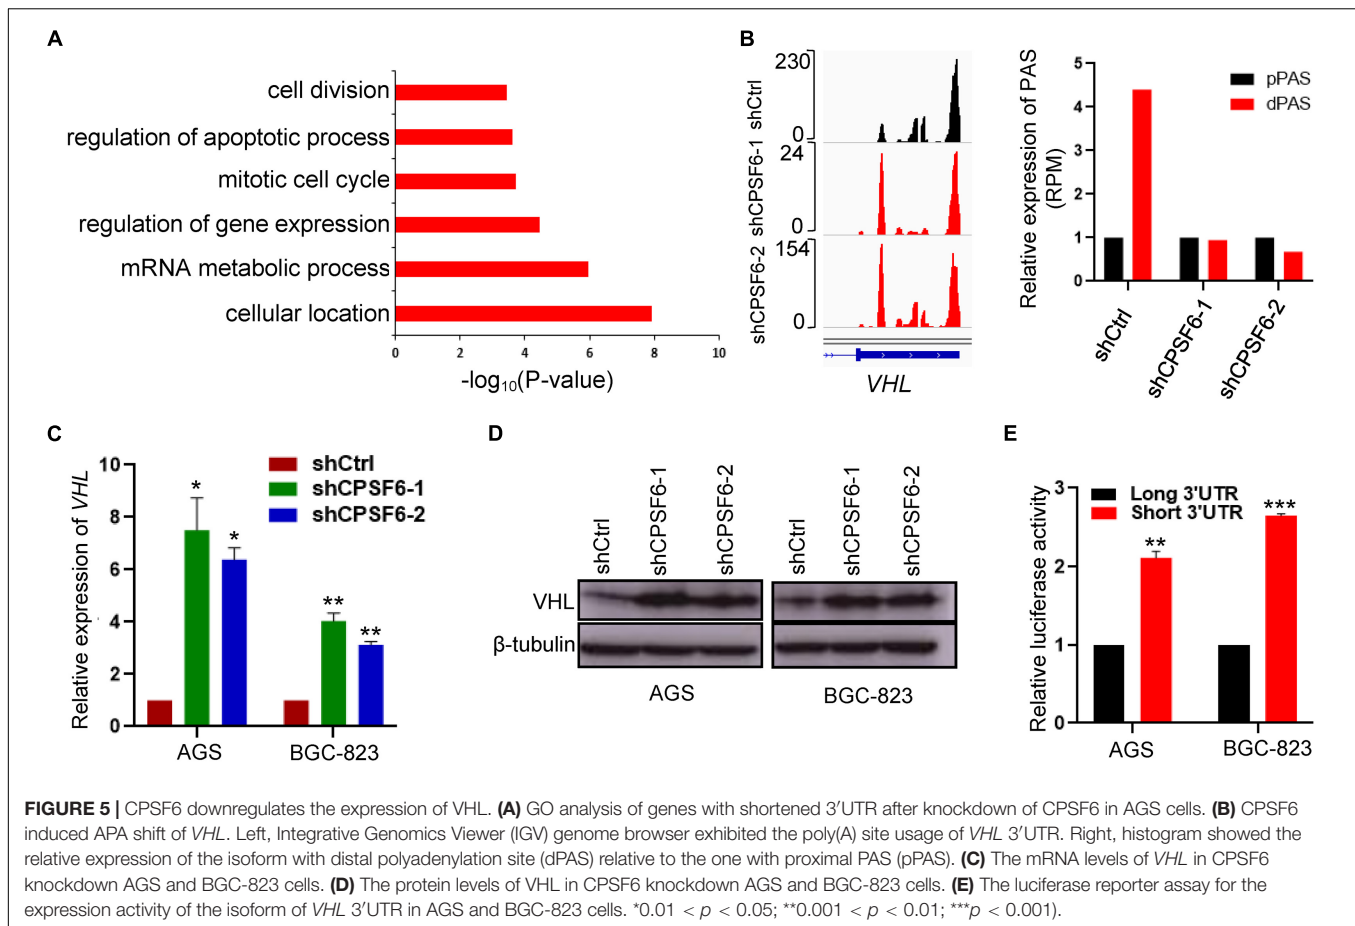 A
cell division
regulation of apoptotic process
mitotic cell cycle
regulation of gene expression
mRNA metabolic process
cellular location
0 2 4 6 8 10
-log10(P-value)
B
230
0
shCtrl
24
0
shCPSF6-1
154
0
shCPSF6-2
VHL
Relative expression of PAS
(RPM)
5
4
3
2
1
0
pPAS
dPAS
shCtrl
shCPSF6-1
shCPSF6-2
C
Relative expression of VHL
10
8
6
4
2
0
shCtrl
shCPSF6-1
shCPSF6-2
*
*
**
**
AGS
BGC-823
D
shCtrl
shCPSF6-1
shCPSF6-2
shCtrl
shCPSF6-1
shCPSF6-2
VHL
β-tubulin
AGS
BGC-823
E
Relative luciferase activity
3
2
1
0
Long 3'UTR
Short 3'UTR
**
***
AGS
BGC-823
FIGURE 5 | CPSF6 downregulates the expression of VHL. (A) GO analysis of genes with shortened 3′UTR after knockdown of CPSF6 in AGS cells. (B) CPSF6
induced APA shift of VHL. Left, Integrative Genomics Viewer (IGV) genome browser exhibited the poly(A) site usage of VHL 3′UTR. Right, histogram showed the
relative expression of the isoform with distal polyadenylation site (dPAS) relative to the one with proximal PAS (pPAS). (C) The mRNA levels of VHL in CPSF6
knockdown AGS and BGC-823 cells. (D) The protein levels of VHL in CPSF6 knockdown AGS and BGC-823 cells. (E) The luciferase reporter assay for the
expression activity of the isoform of VHL 3′UTR in AGS and BGC-823 cells. *0.01 < p < 0.05; **0.001 < p < 0.01; ***p < 0.001).